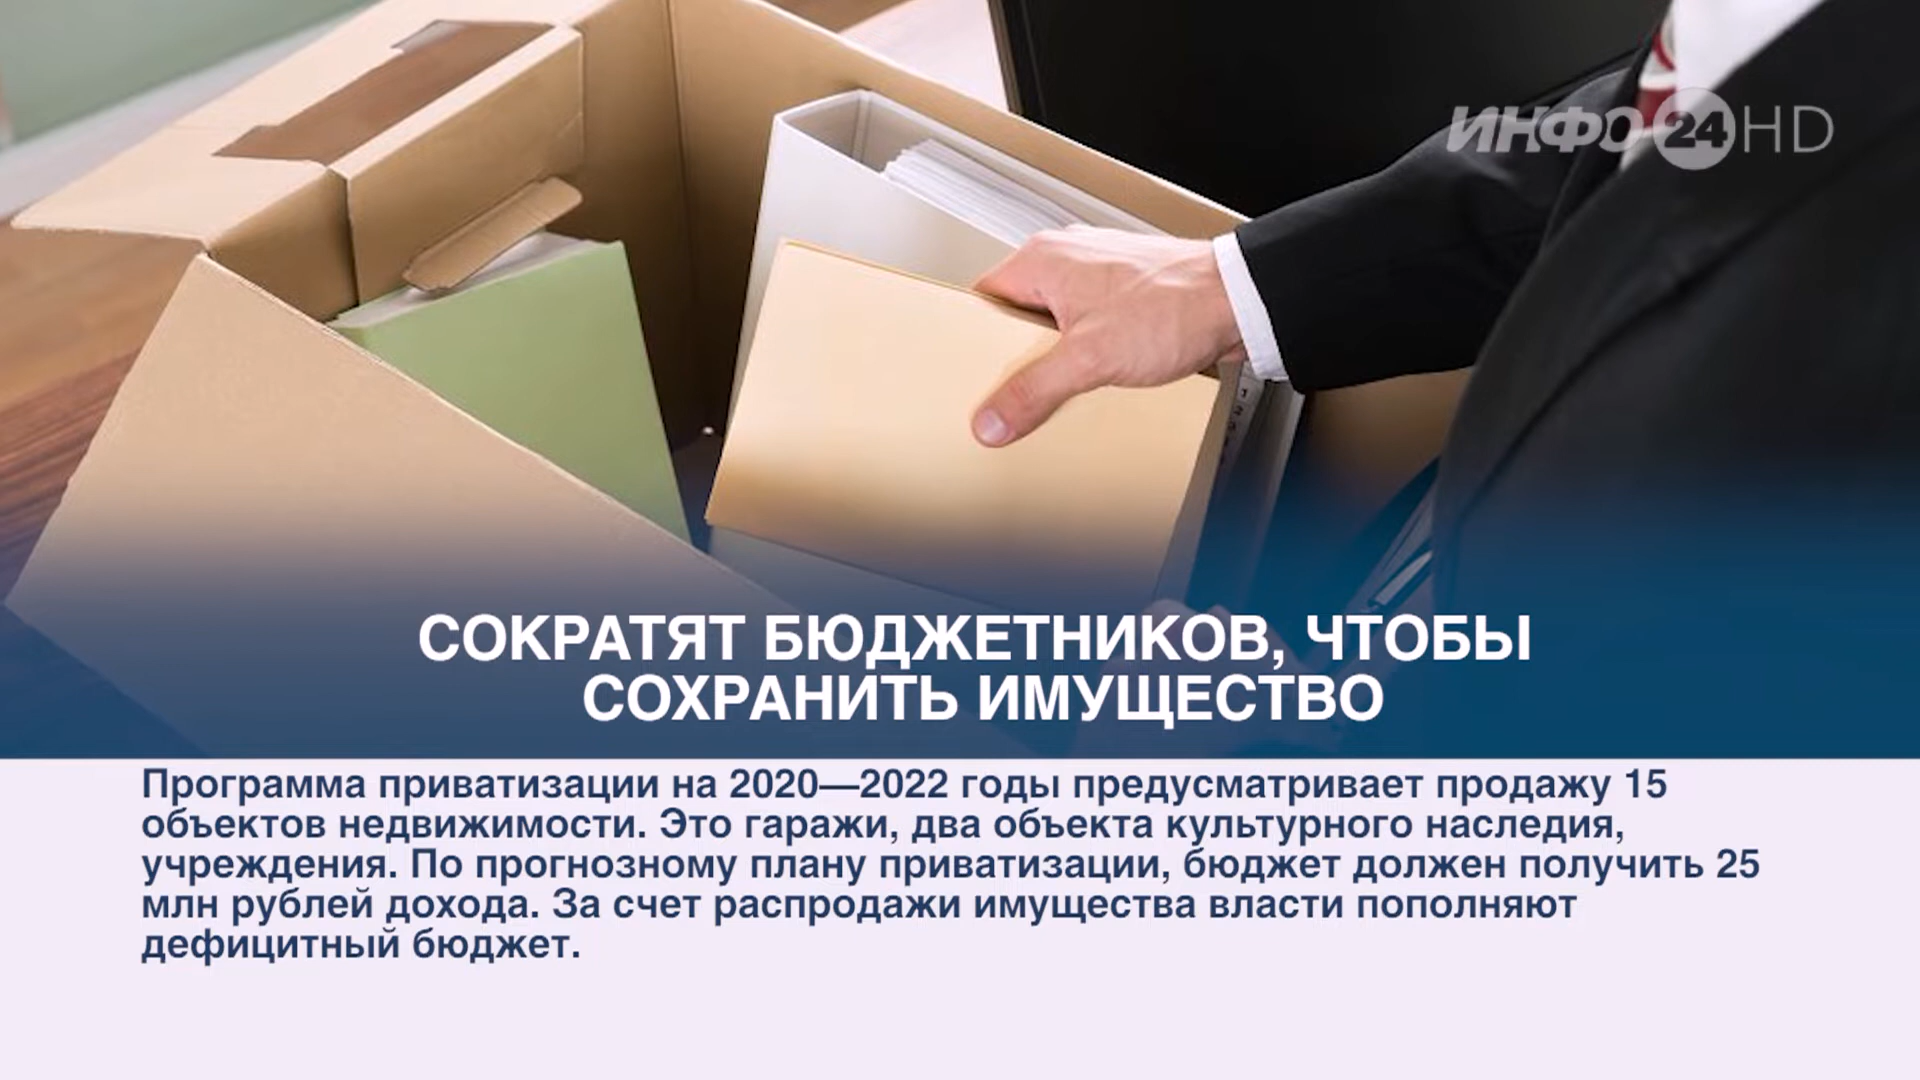 ИНФО 24 HD
СОКРАТЯТ БЮДЖЕТНИКОВ, ЧТОБЫ
СОХРАНИТЬ ИМУЩЕСТВО
Программа приватизации на 2020—2022 годы предусматривает продажу 15
объектов недвижимости. Это гаражи, два объекта культурного наследия,
учреждения. По прогнозному плану приватизации, бюджет должен получить 25
млн рублей дохода. За счет распродажи имущества власти пополняют
дефицитный бюджет.